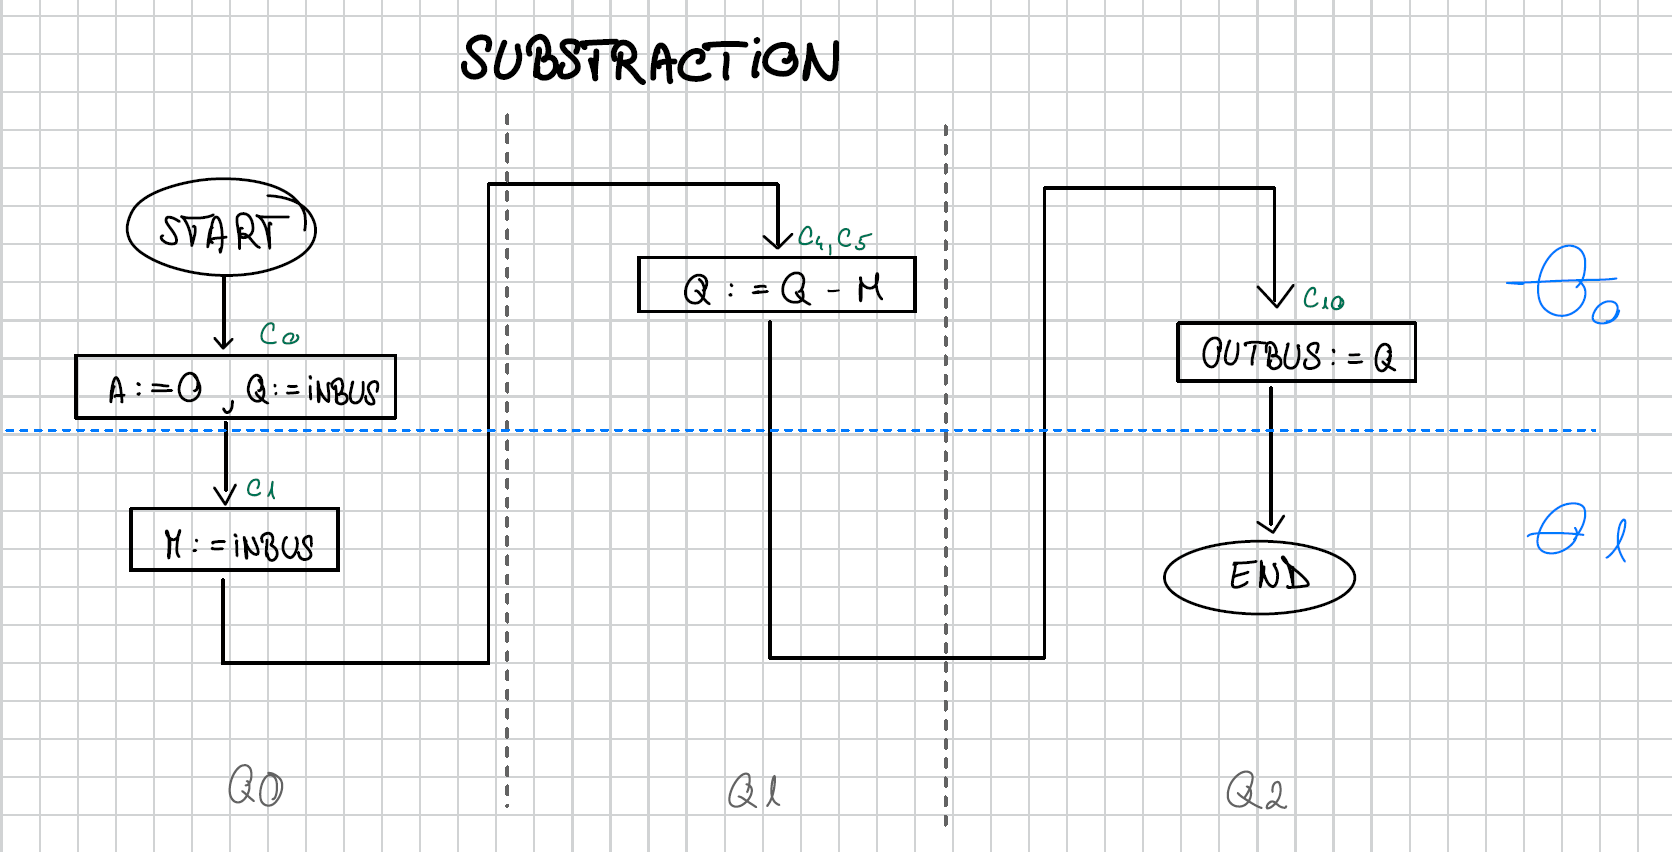 SUBSTRACTION
START
C0
A:=0, Q:=iNBUS
C1
M:=iNBUS
C4,C5
Q:=Q-M
C10
OUTBUS:=Q
END
θ0
θ1
Q0
Q1
Q2